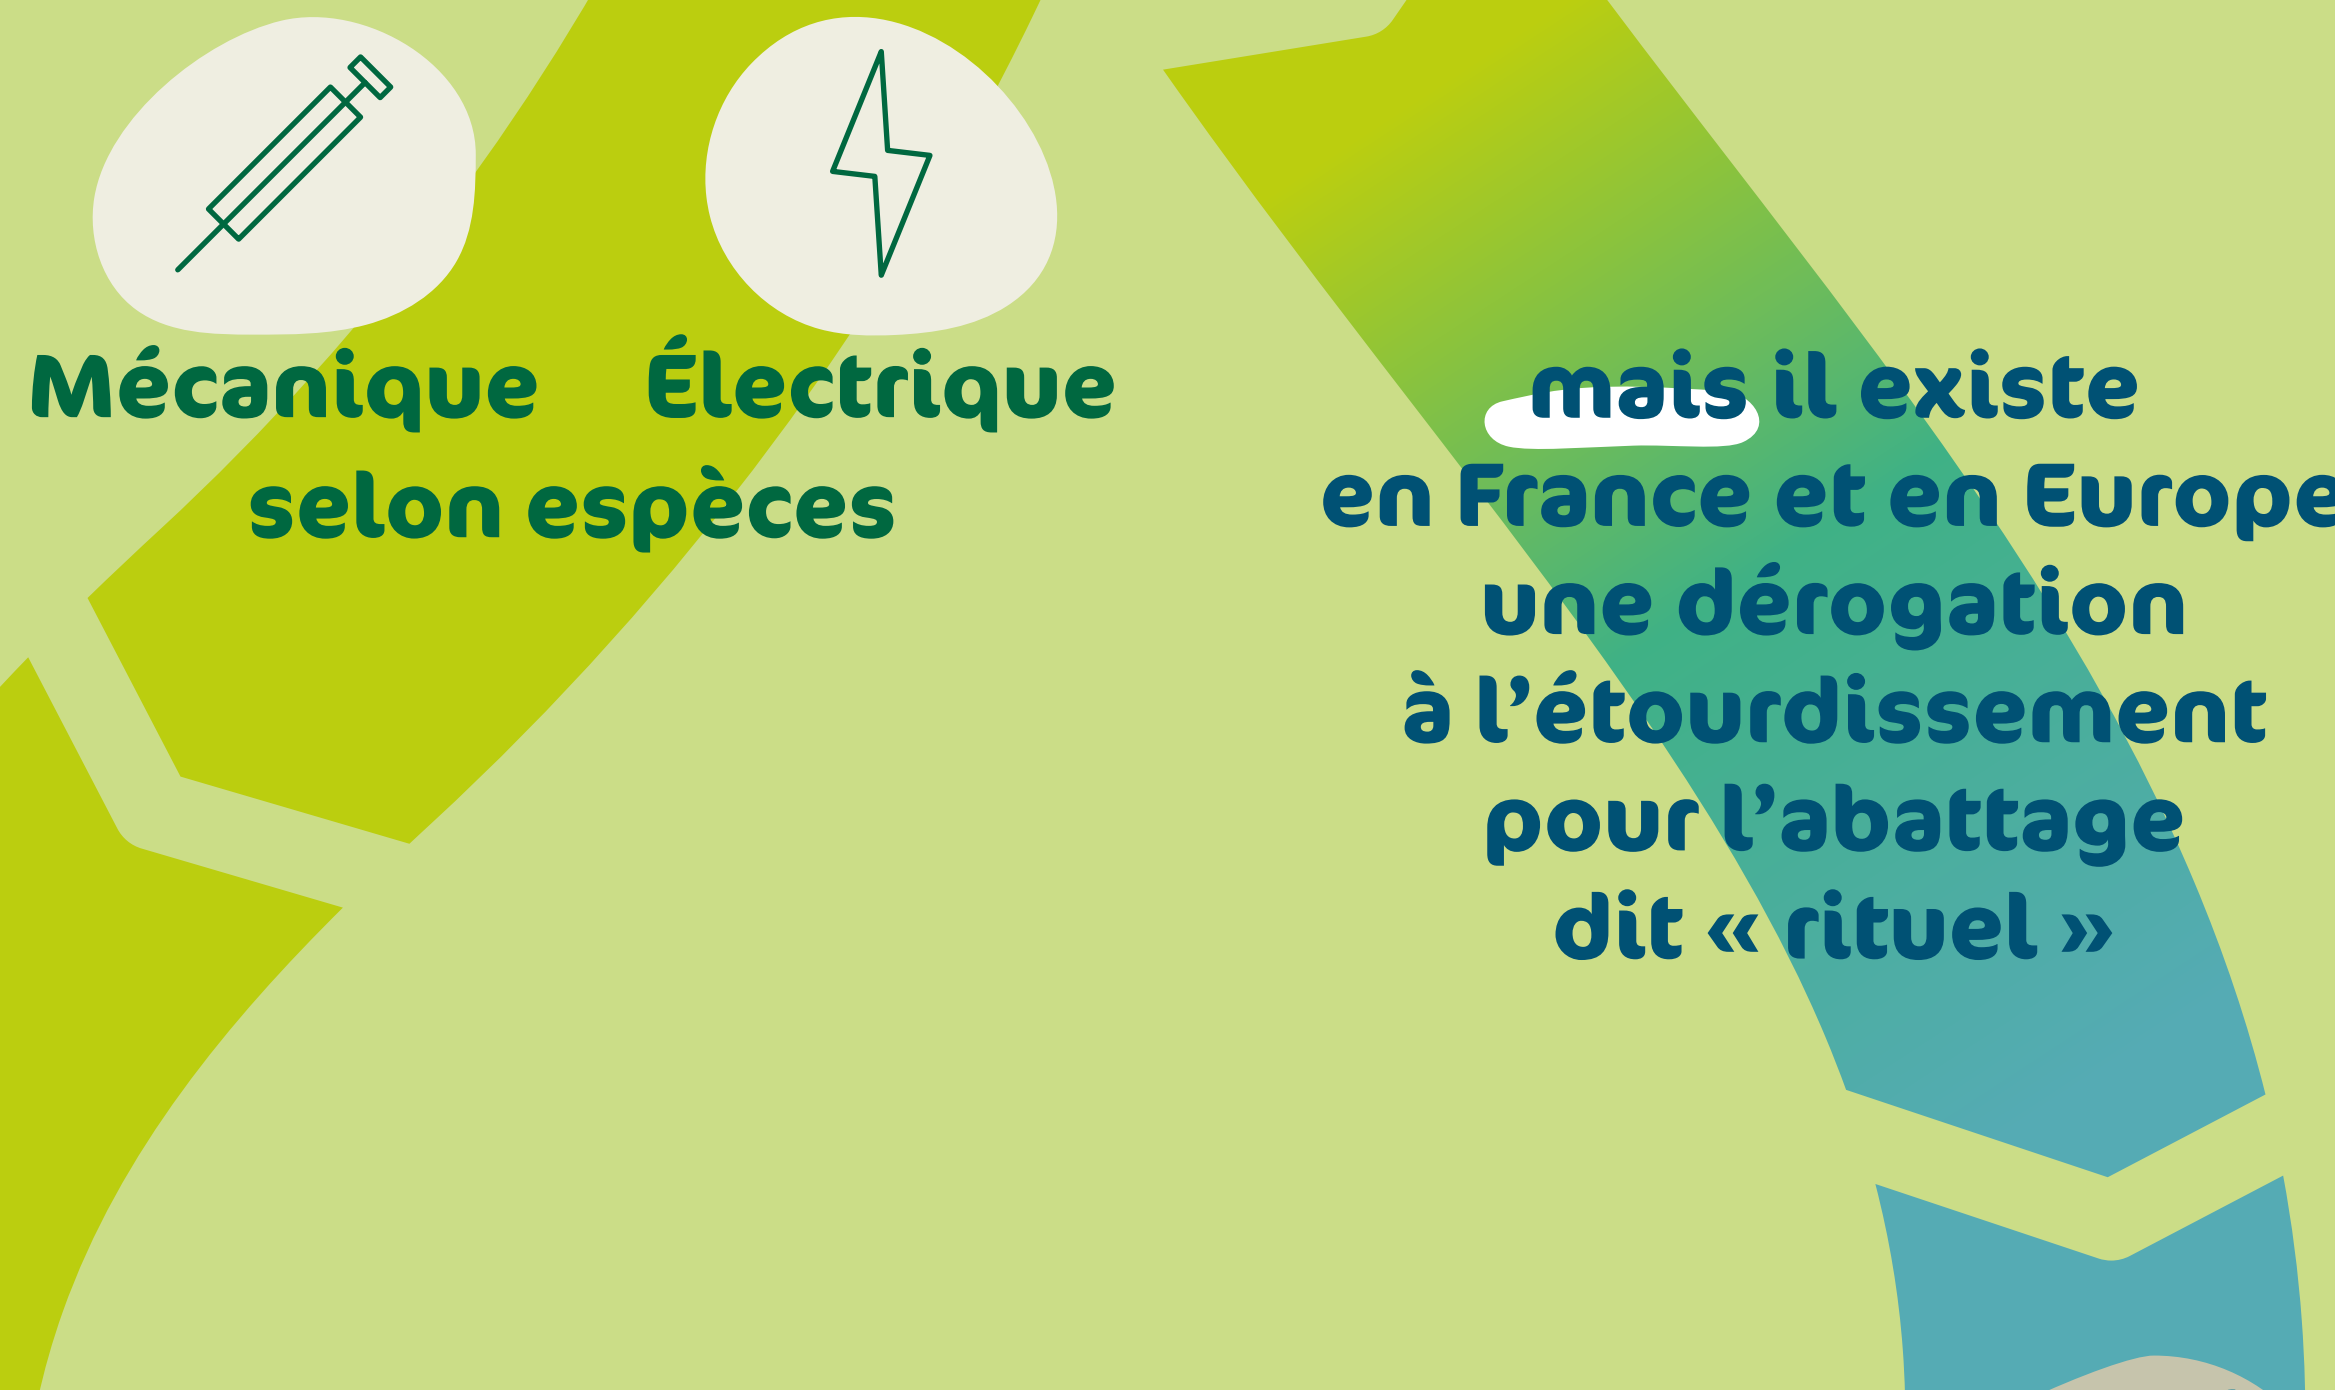 Mécanique Électrique
selon espèces
mais il existe
en France et en Europe
une dérogation
à l’étourdissement
pour l’abattage
dit « rituel »